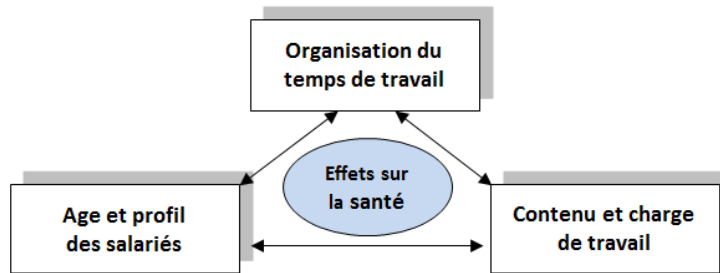 Organisation du
temps de travail
Effets sur
la santé
Age et profil
des salariés
Contenu et charge
de travail